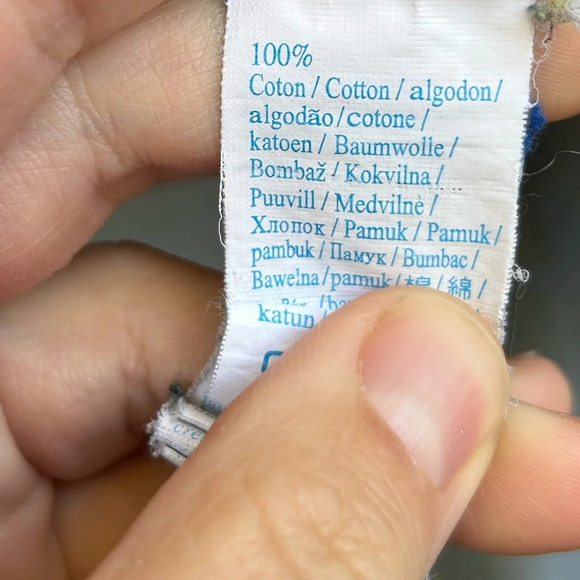 100%
Coton / Cotton / algodon/
algodão/cotone /
katoen / Baumwolle /
Bombaž / Kokvilna /
Puuvill / Medvilnė /
Хлопок / Pamuk / Pamuk/
pambuk / Памук / Bumbac/
Bawełna/pamuk/棉/綿/
katun/